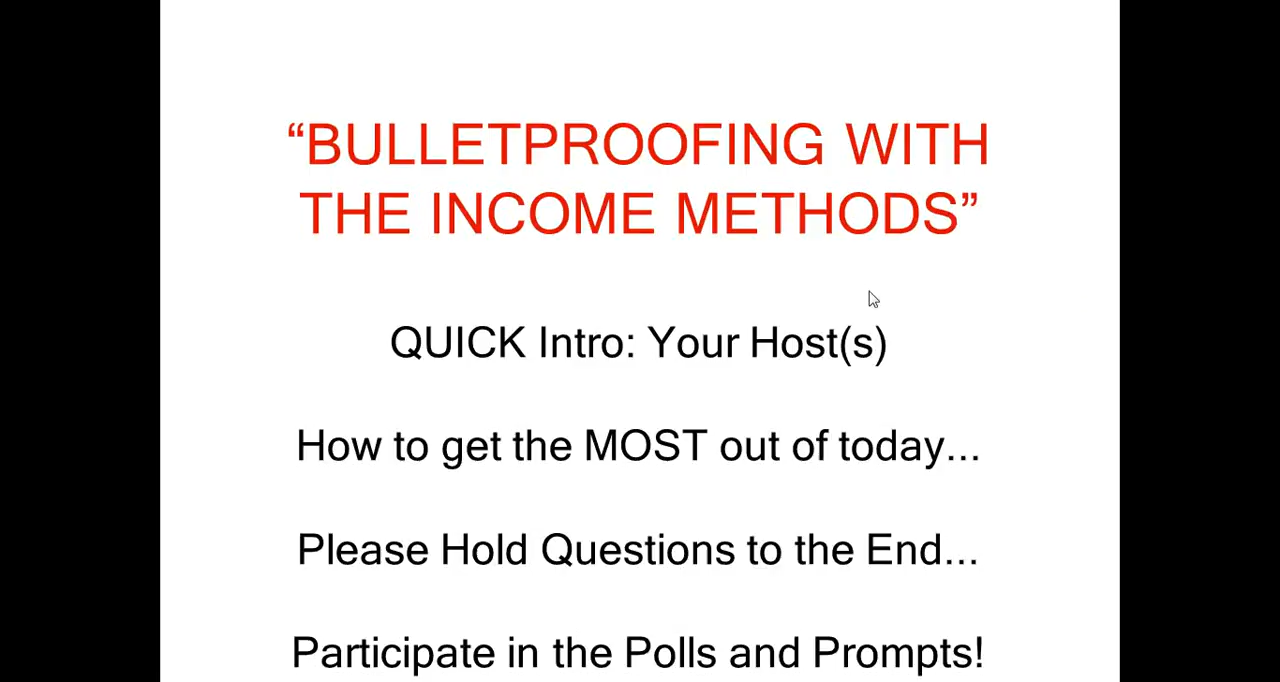 “BULLETPROOFING WITH
THE INCOME METHODS”
QUICK Intro: Your Host(s)
How to get the MOST out of today...
Please Hold Questions to the End...
Participate in the Polls and Prompts!